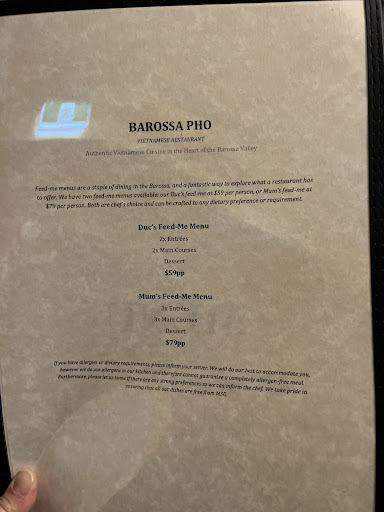 BAROSSA PHO
VIETNAMESE RESTAURANT
Authentic Vietnamese Cuisine in the Heart of the Barossa Valley
Feed-me menus are a staple of dining in the Barossa, and a fantastic way to explore what a restaurant has
to offer. We have two feed-me menus available: our Duc's feed-me at $59 per person, or Mum's feed-me at
$79 per person. Both are chef's choice and can be crafted to any dietary preference or requirement.
Duc's Feed-Me Menu
2x Entrées
2x Main Courses
Dessert
$59pp
Mum's Feed-Me Menu
3x Entrées
3x Main Courses
Dessert
$79pp
If you have allergies or dietary requirements, please inform your server. We will do our best to accommodate you,
however we do use allergens in our kitchen and therefore cannot guarantee a completely allergen-free meal.
Furthermore, please let us know if there are any strong preferences so we can inform the chef. We take pride in
ensuring that all our dishes are free from MSG.